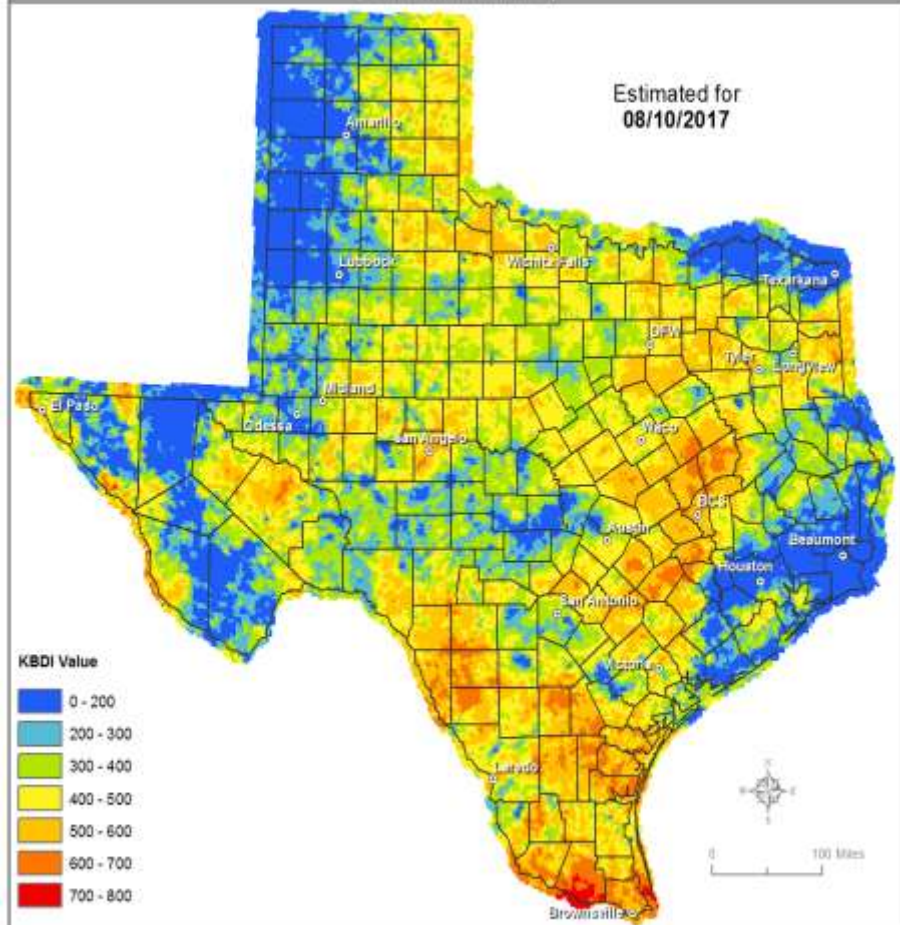 Estimated for
08/10/2017
Amarillo
Lubbock
Wichita Falls
Texarkana
DFW
Tyler
Longview
El Paso
Midland
Odessa
San Angelo
Waco
BCS
Austin
Beaumont
Houston
San Antonio
Victoria
Laredo
Brownsville
KBDI Value
0 - 200
200 - 300
300 - 400
400 - 500
500 - 600
600 - 700
700 - 800
0 100 Miles